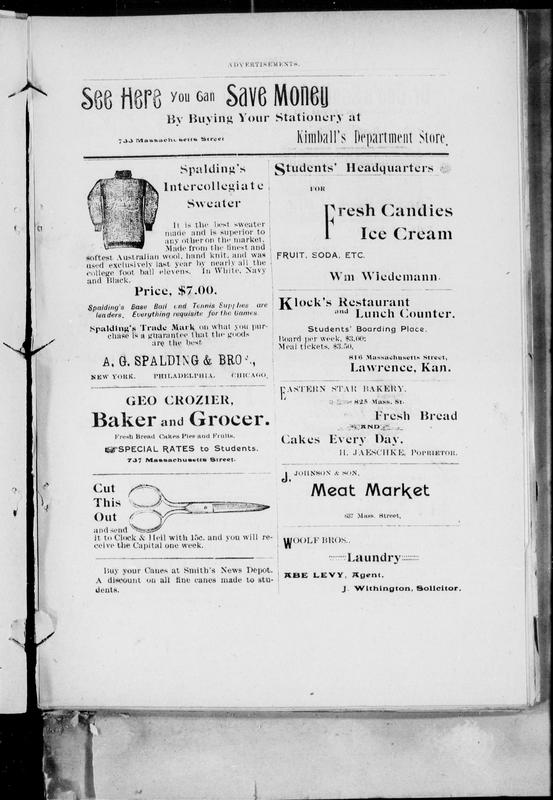 ADVERTISEMENTS.
See Here You Can Save Money
By Buying Your Stationery at
733 Massachusetts Street Kimball's Department Store.
Spalding's
Intercollegiate
Sweater
It is the best sweater
made and is superior to
any other on the market.
Made from the finest and
softest Australian wool, hand knit, and was
used exclusively last year by nearly all the
college foot ball elevens. In White, Navy
and Black.
Price, $7.00.
Spalding's Base Ball and Tennis Supplies are
leaders. Everything requisite for the Games.
Spalding's Trade Mark on what you pur-
chase is a guarantee that the goods
are the best
A. G. SPALDING & BROS.,
NEW YORK. PHILADELPHIA. CHICAGO.
GEO CROZIER,
Baker and Grocer.
Fresh Bread Cakes Pies and Fruits.
SPECIAL RATES to Students.
737 Massachusetts Street.
Cut
This
Out
and send
it to Clock & Heil with 15c. and you will re-
ceive the Capital one week.
Buy your Canes at Smith's News Depot.
A discount on all fine canes made to stu-
dents.
Students' Headquarters
FOR
Fresh Candies
Ice Cream
FRUIT, SODA, ETC.
Wm Wiedemann.
Klock's Restaurant
and Lunch Counter.
Students' Boarding Place.
Board per week, $3.00;
Meal tickets, $3.50,
816 Massachusetts Street,
Lawrence, Kan.
EASTERN STAR BAKERY.
825 Mass. St.
Fresh Bread
AND
Cakes Every Day,
H. JAESCHKE, POPRIETOR.
J. JOHNSON & SON,
Meat Market
637 Mass. Street,
WOOLF BROS.,
Laundry
ABE LEVY, Agent,
J. Withington, Solicitor,